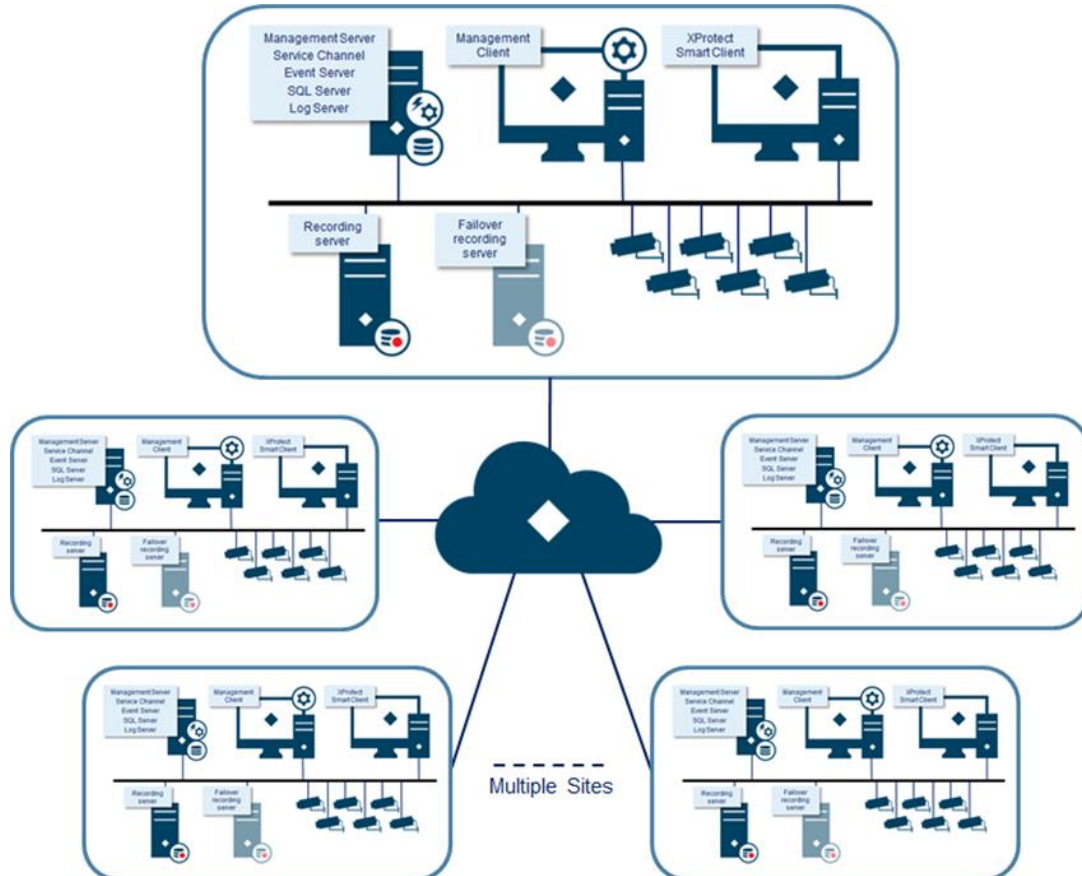 Management Server
Service Channel
Event Server
SQL Server
Log Server
Management
Client
XProtect
Smart Client
Recording
server
Failover
recording
server
Management Server
Service Channel
Event Server
SQL Server
Log Server
Management
Client
XProtect
Smart Client
Recording
server
Failover
recording
server
Management Server
Service Channel
Event Server
SQL Server
Log Server
Management
Client
XProtect
Smart Client
Recording
server
Failover
recording
server
Management Server
Service Channel
Event Server
SQL Server
Log Server
Management
Client
XProtect
Smart Client
Recording
server
Failover
recording
server
Multiple Sites
Management Server
Service Channel
Event Server
SQL Server
Log Server
Management
Client
XProtect
Smart Client
Recording
server
Failover
recording
server